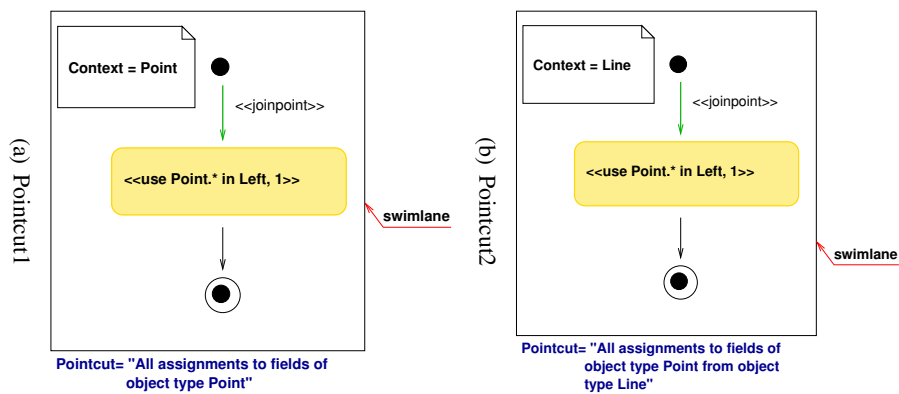 (a) Pointcut1
Context = Point
<<joinpoint>>
<<use Point.* in Left, 1>>
swimlane
Pointcut= "All assignments to fields of
object type Point"
(b) Pointcut2
Context = Line
<<joinpoint>>
<<use Point.* in Left, 1>>
swimlane
Pointcut= "All assignments to fields of
object type Point from object
type Line"